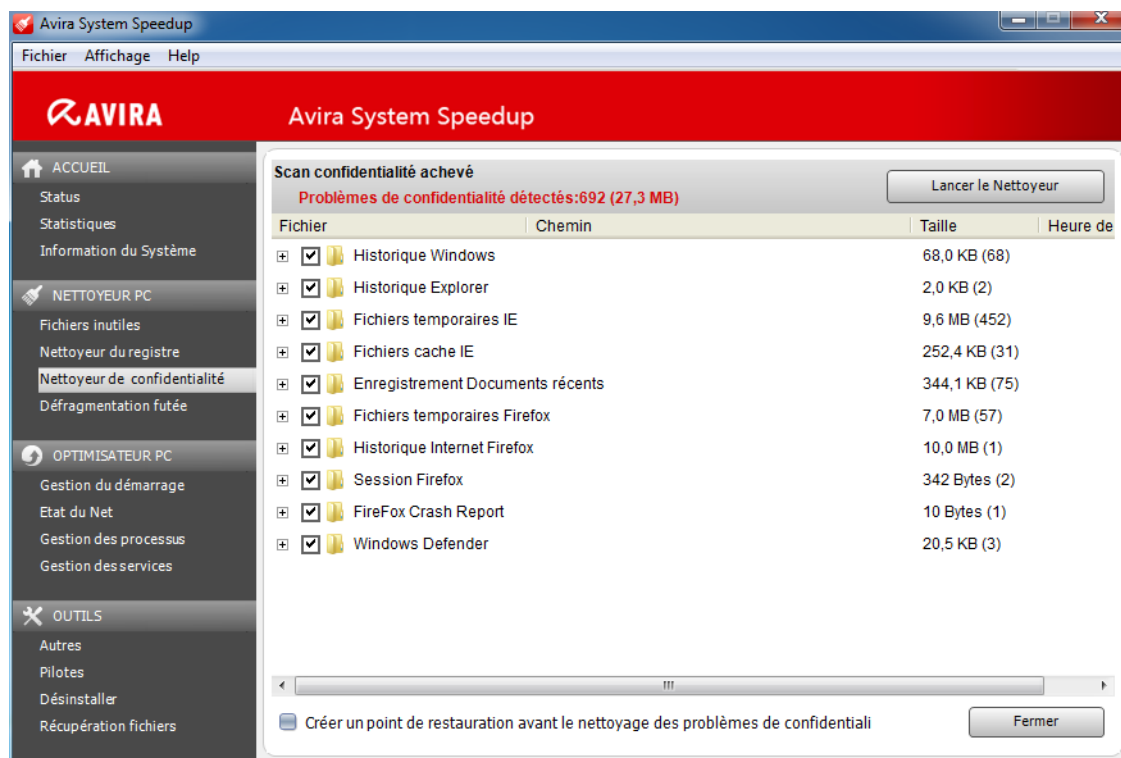 Avira System Speedup
Fichier Affichage Help
AVIRA
Avira System Speedup
ACCUEIL
Status
Statistiques
Information du Système
NETTOYEUR PC
Fichiers inutiles
Nettoyeur du registre
Nettoyeur de confidentialité
Défragmentation futée
OPTIMISATEUR PC
Gestion du démarrage
Etat du Net
Gestion des processus
Gestion des services
OUTILS
Autres
Pilotes
Désinstaller
Récupération fichiers
Scan confidentialité achevé
Problèmes de confidentialité détectés:692 (27,3 MB)
Lancer le Nettoyeur
Fichier Chemin Taille Heure de
Historique Windows 68,0 KB (68)
Historique Explorer 2,0 KB (2)
Fichiers temporaires IE 9,6 MB (452)
Fichiers cache IE 252,4 KB (31)
Enregistrement Documents récents 344,1 KB (75)
Fichiers temporaires Firefox 7,0 MB (57)
Historique Internet Firefox 10,0 MB (1)
Session Firefox 342 Bytes (2)
FireFox Crash Report 10 Bytes (1)
Windows Defender 20,5 KB (3)
Créer un point de restauration avant le nettoyage des problèmes de confidentiali
Fermer